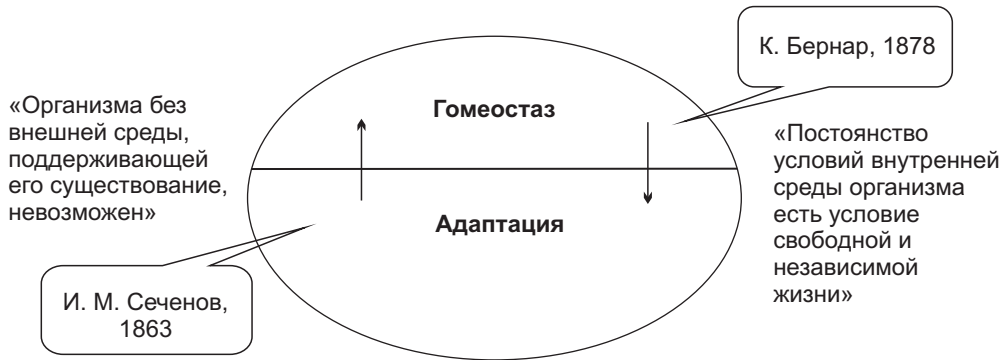 К. Бернар, 1878
«Организма без
внешней среды,
поддерживающей
его существование,
невозможен»
Гомеостаз
«Постоянство
условий внутренней
среды организма
есть условие
свободной и
независимой
жизни»
Адаптация
И. М. Сеченов,
1863